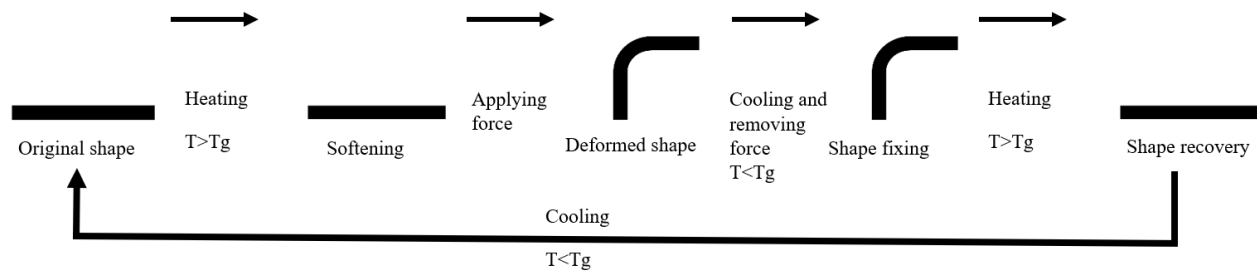 Original shape
Heating
T>Tg
Softening
Applying
force
Deformed shape
Cooling and
removing
force
T<Tg
Shape fixing
Heating
T>Tg
Shape recovery
Cooling
T<Tg